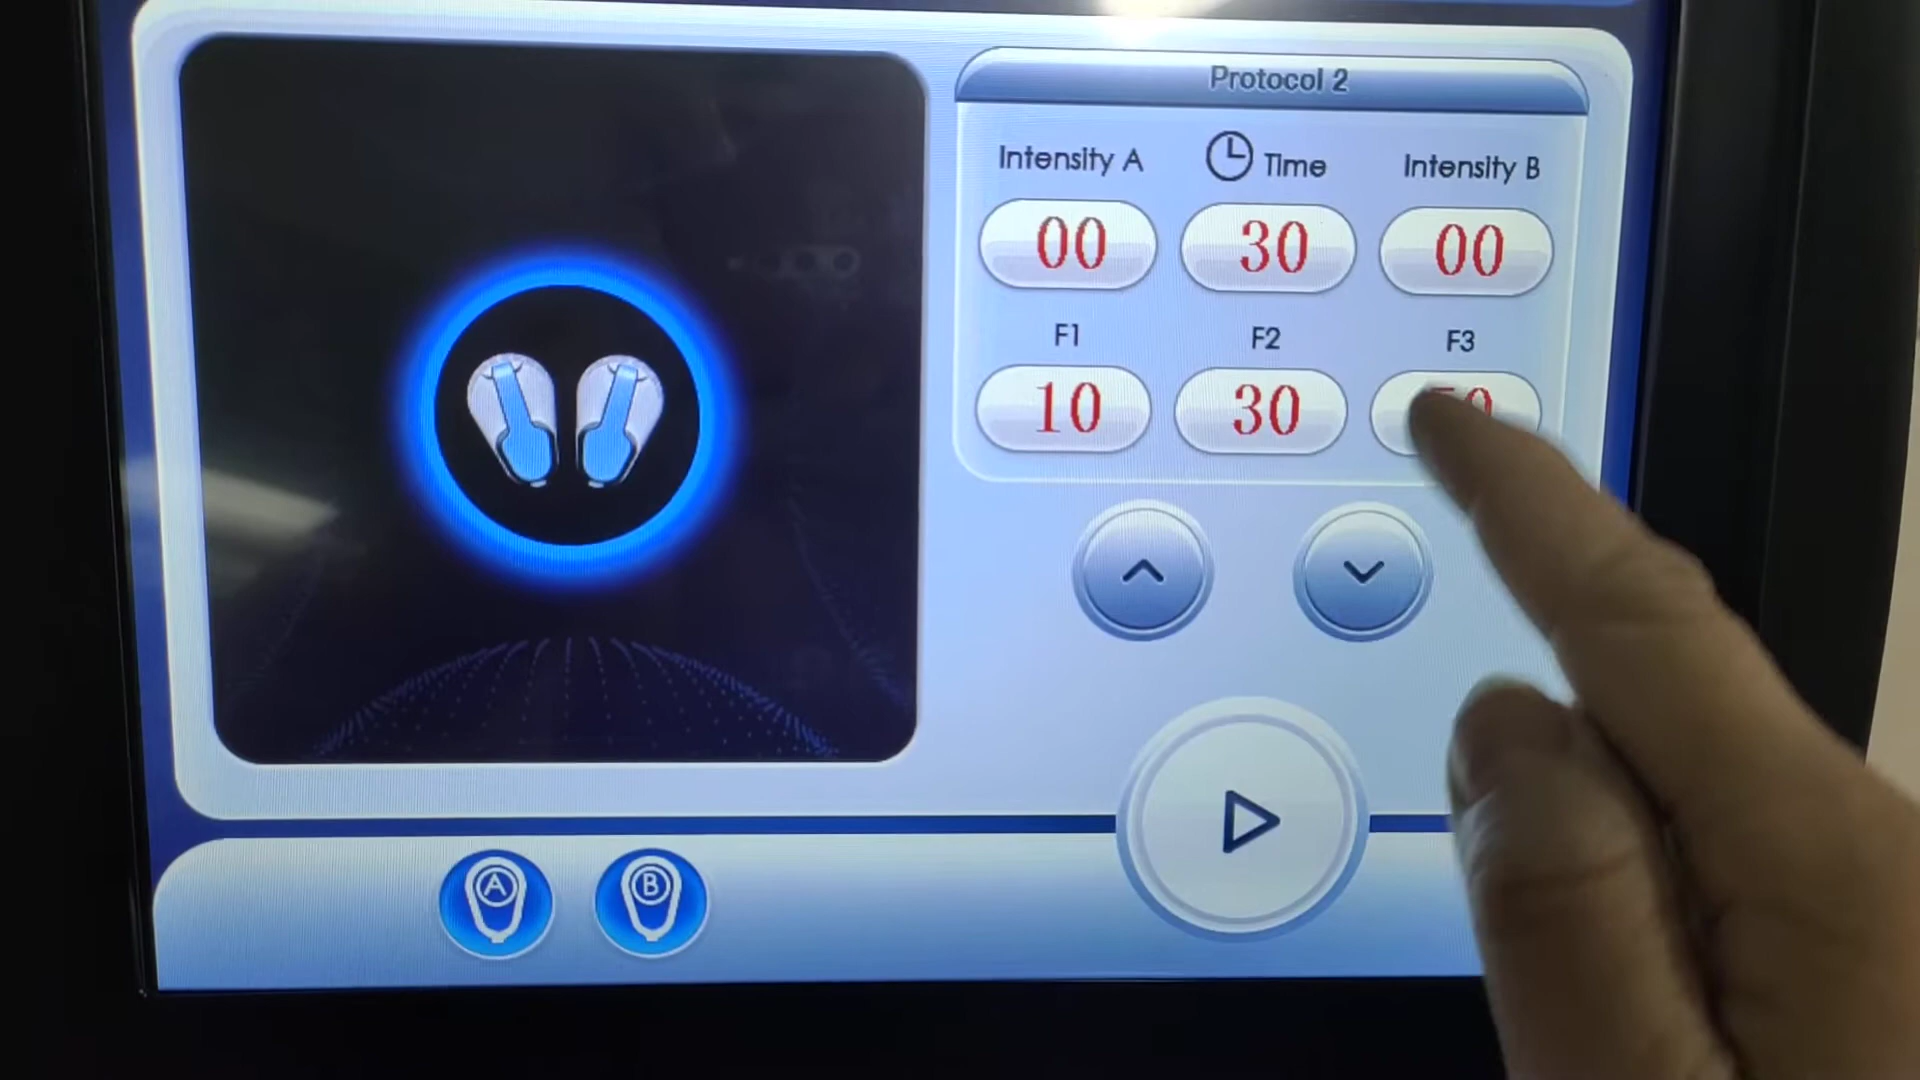 Protocol 2
Intensity A
Time
Intensity B
00
30
00
F1
F2
F3
10
30
A
B